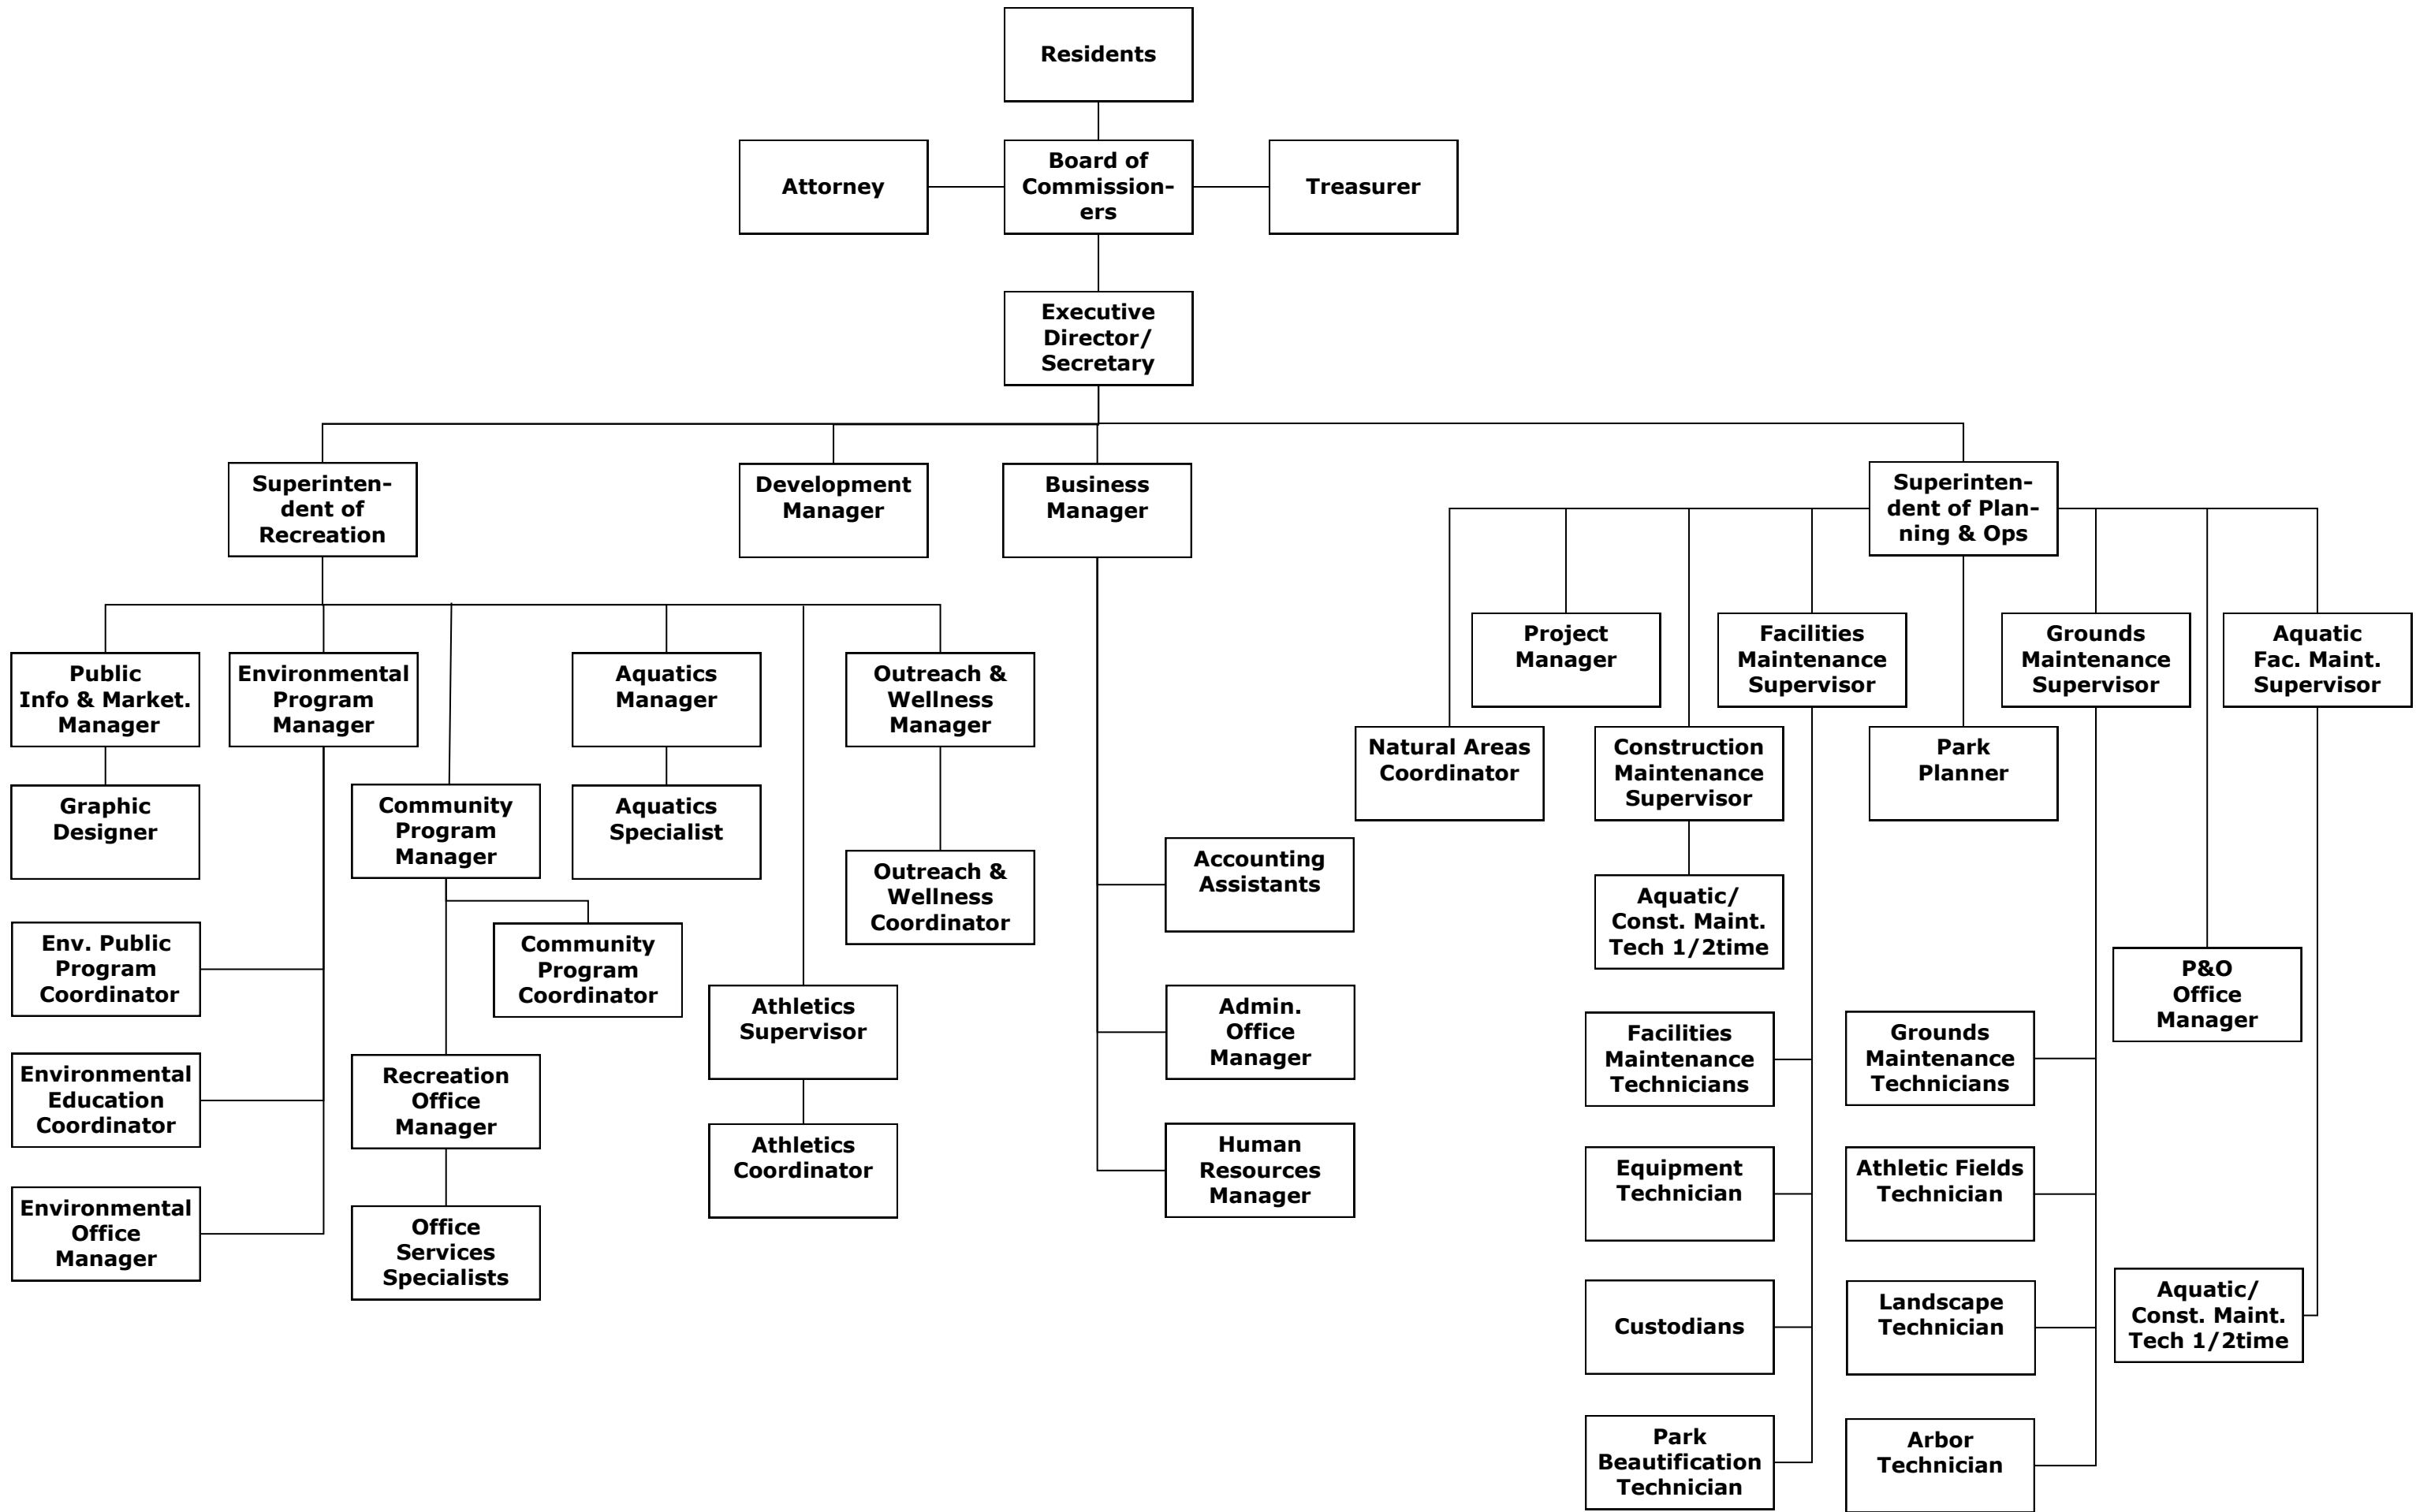 Residents
Attorney
Board of
Commission-
ers
Treasurer
Executive
Director/
Secretary
Superinten-
dent of
Recreation
Development
Manager
Business
Manager
Superinten-
dent of Plan-
ning & Ops
Public
Info & Market.
Manager
Environmental
Program
Manager
Aquatics
Manager
Outreach &
Wellness
Manager
Project
Manager
Facilities
Maintenance
Supervisor
Grounds
Maintenance
Supervisor
Aquatic
Fac. Maint.
Supervisor
Natural Areas
Coordinator
Construction
Maintenance
Supervisor
Park
Planner
Graphic
Designer
Community
Program
Manager
Aquatics
Specialist
Outreach &
Wellness
Coordinator
Accounting
Assistants
Aquatic/
Const. Maint.
Tech 1/2time
Env. Public
Program
Coordinator
Community
Program
Coordinator
Athletics
Supervisor
Admin.
Office
Manager
P&O
Office
Manager
Environmental
Education
Coordinator
Recreation
Office
Manager
Facilities
Maintenance
Technicians
Grounds
Maintenance
Technicians
Athletics
Coordinator
Human
Resources
Manager
Equipment
Technician
Athletic Fields
Technician
Environmental
Office
Manager
Office
Services
Specialists
Custodians
Landscape
Technician
Aquatic/
Const. Maint.
Tech 1/2time
Park
Beautification
Technician
Arbor
Technician